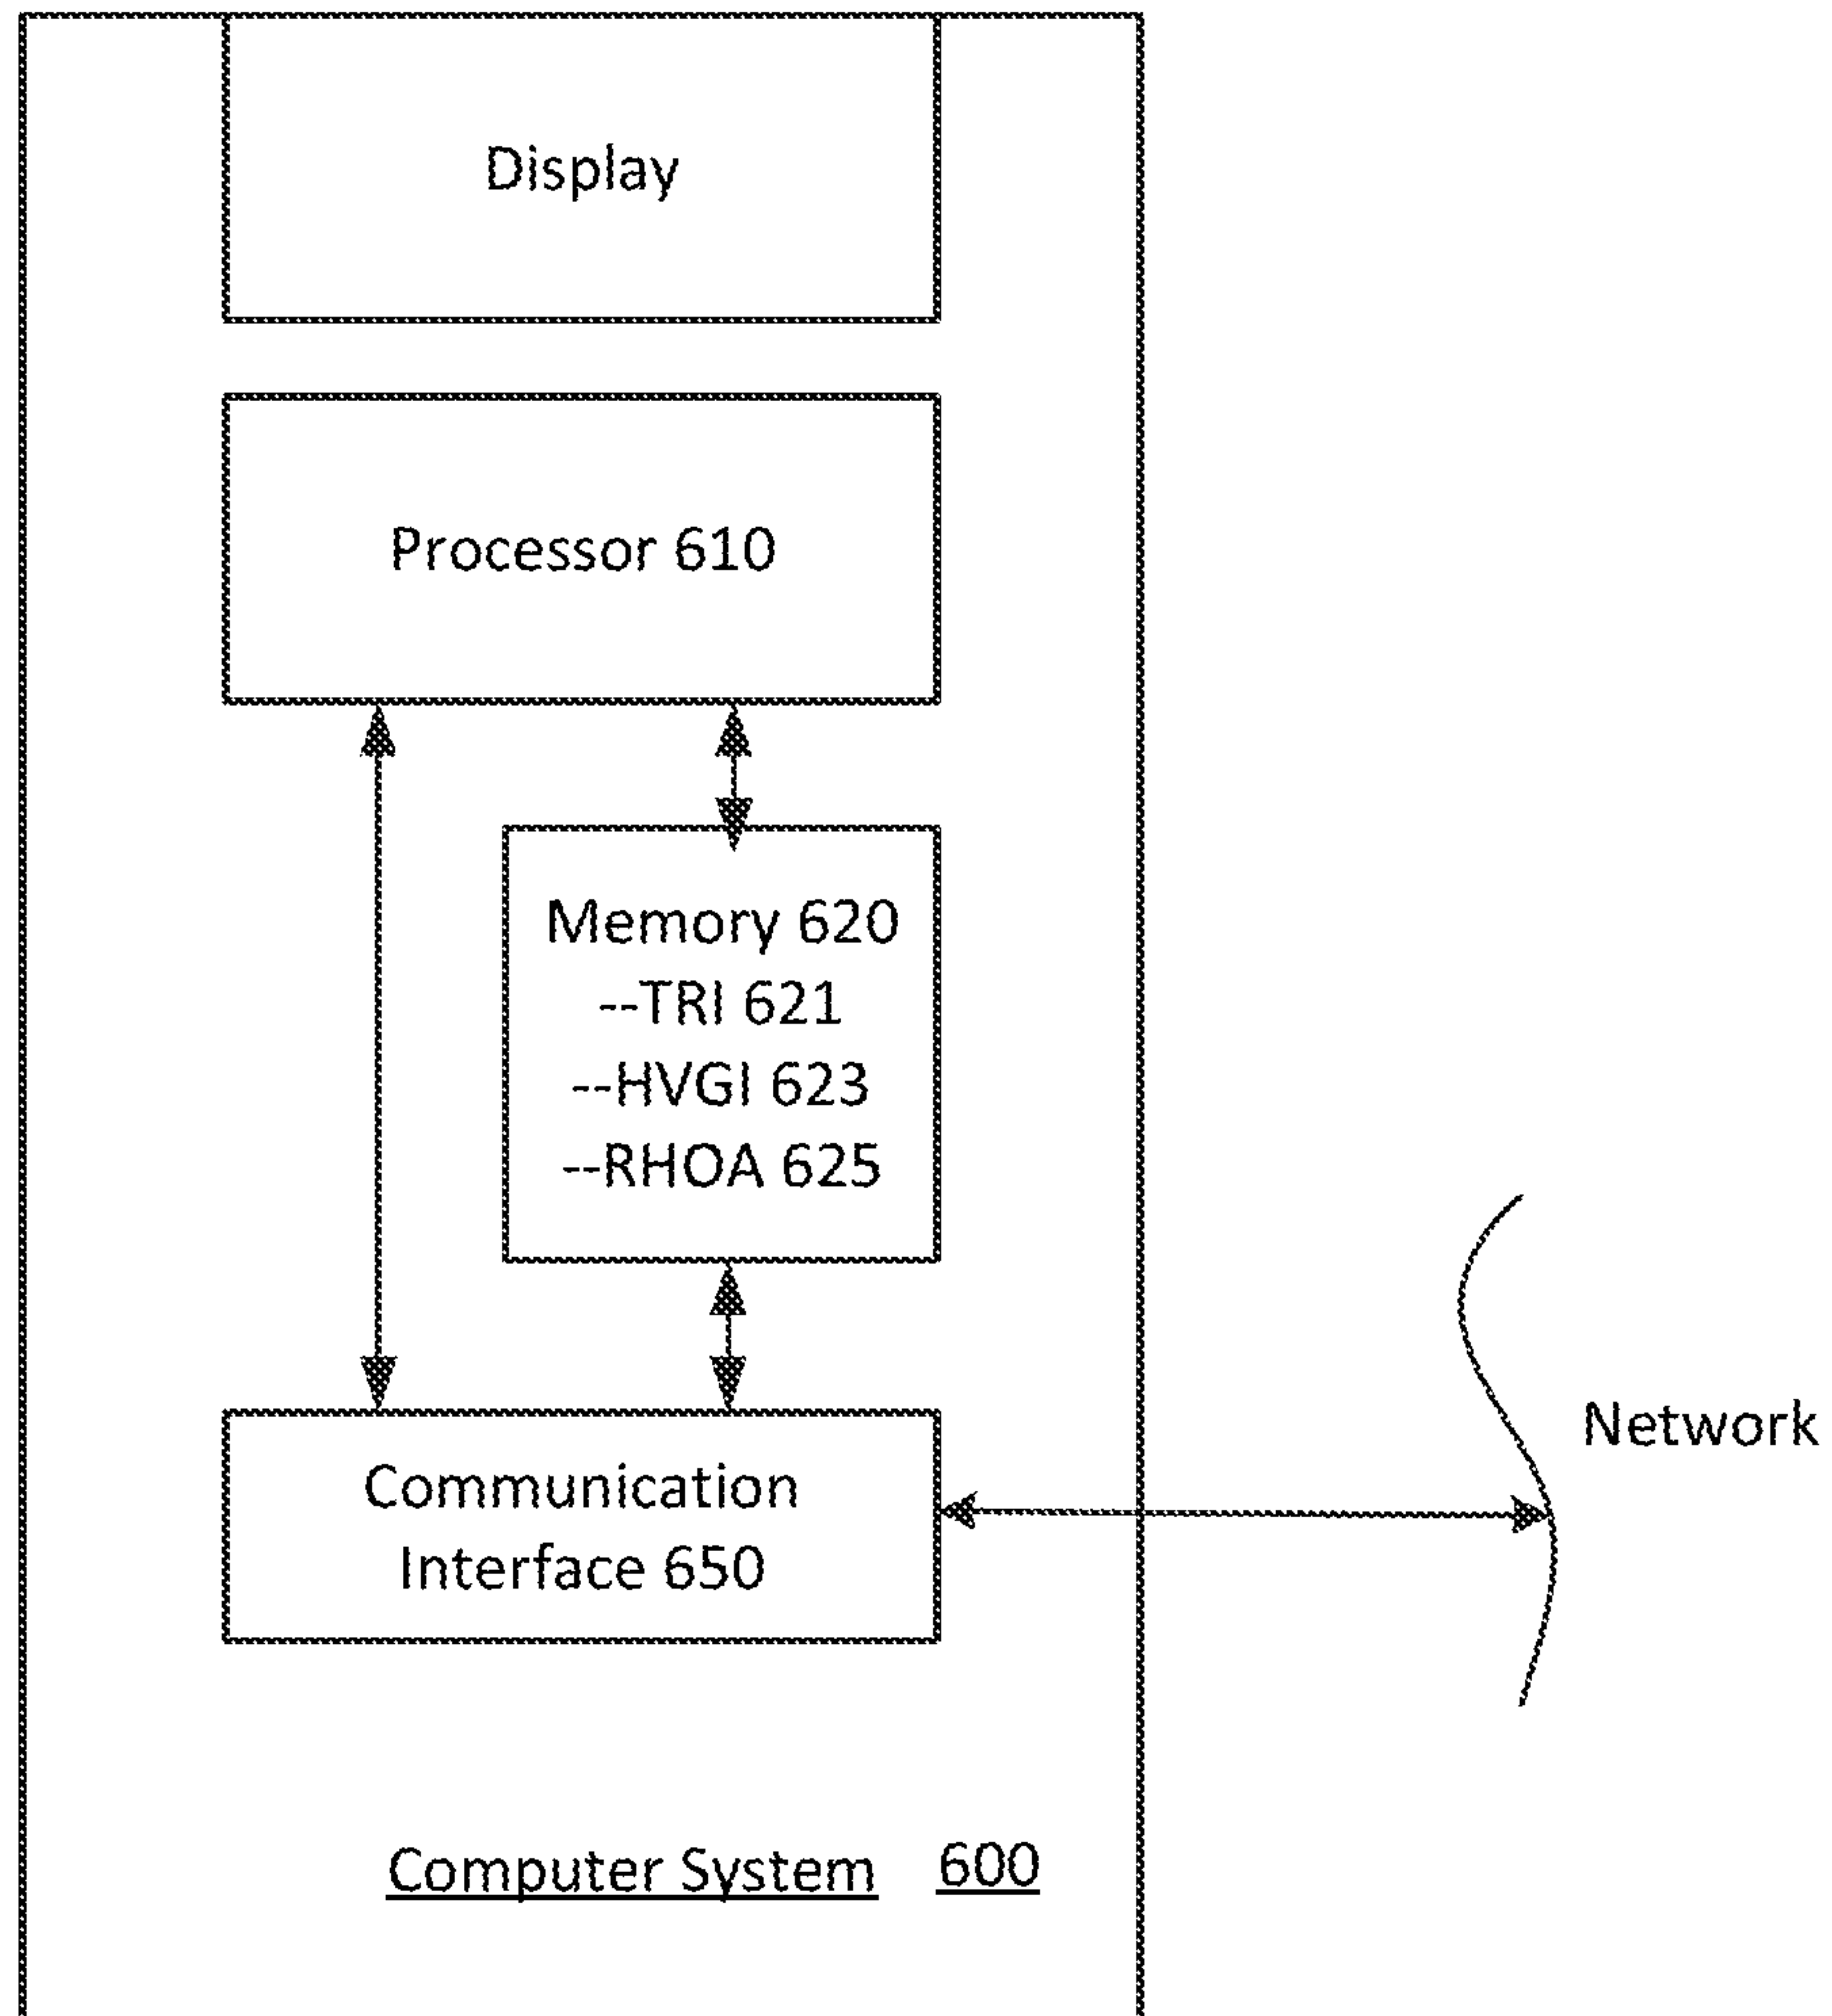 Display
Processor 610
Memory 620
--TRI 621
--HVGI 623
--RHOA 625
Network
Communication
Interface 650
Computer System 600